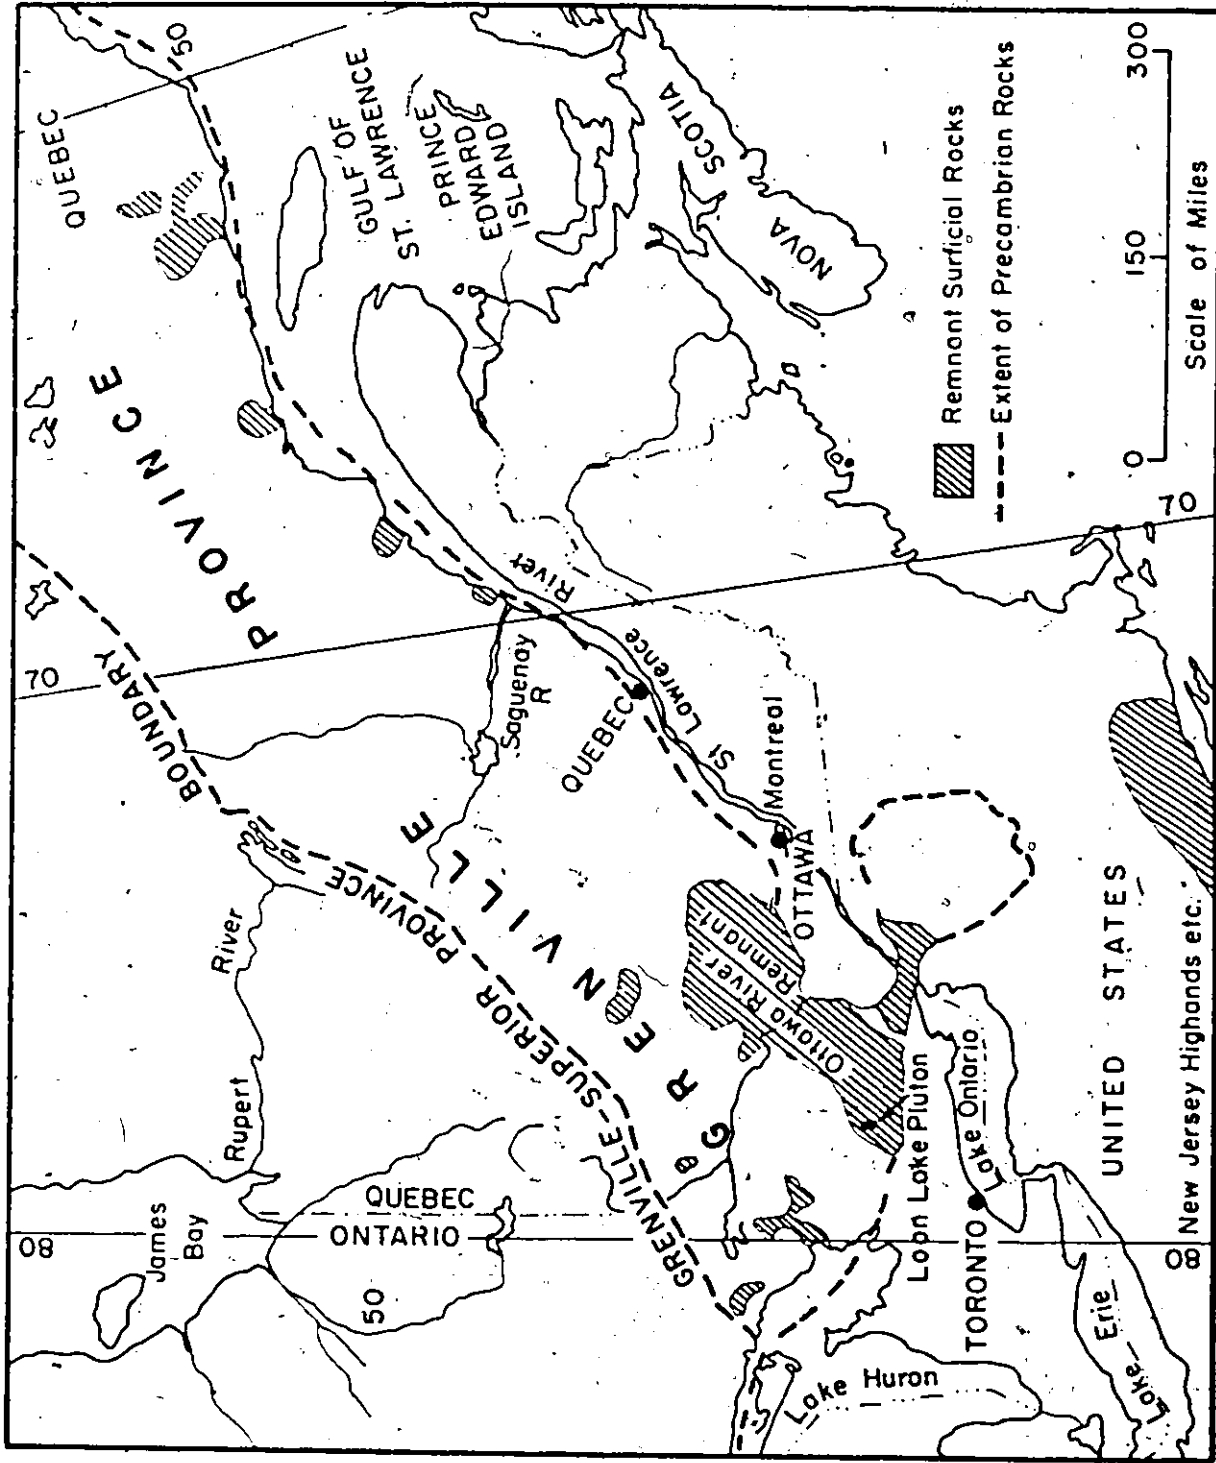 QUEBEC
50
GULF OF
ST. LAWRENCE
PRINCE
EDWARD
ISLAND
NOVA SCOTIA
GRENVILLE PROVINCE
GRENVILLE-SUPERIOR PROVINCE BOUNDARY
70
80
James
Bay
Rupert River
QUEBEC
ONTARIO
50
Saguenay
R
QUEBEC
St Lawrence River
Montreal
OTTAWA
Ottawa River
Remnant
Loon Lake Pluton
TORONTO
Lake Ontario
Lake Huron
Lake Erie
UNITED STATES
New Jersey Highands etc.
80
70
Remnant Surficial Rocks
Extent of Precambrian Rocks
0 150 300
Scale of Miles